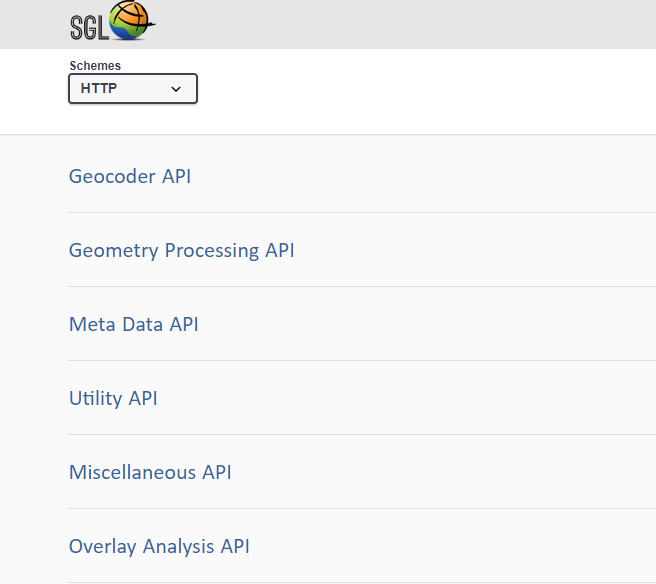 SGL
Schemes
HTTP
Geocoder API
Geometry Processing API
Meta Data API
Utility API
Miscellaneous API
Overlay Analysis API